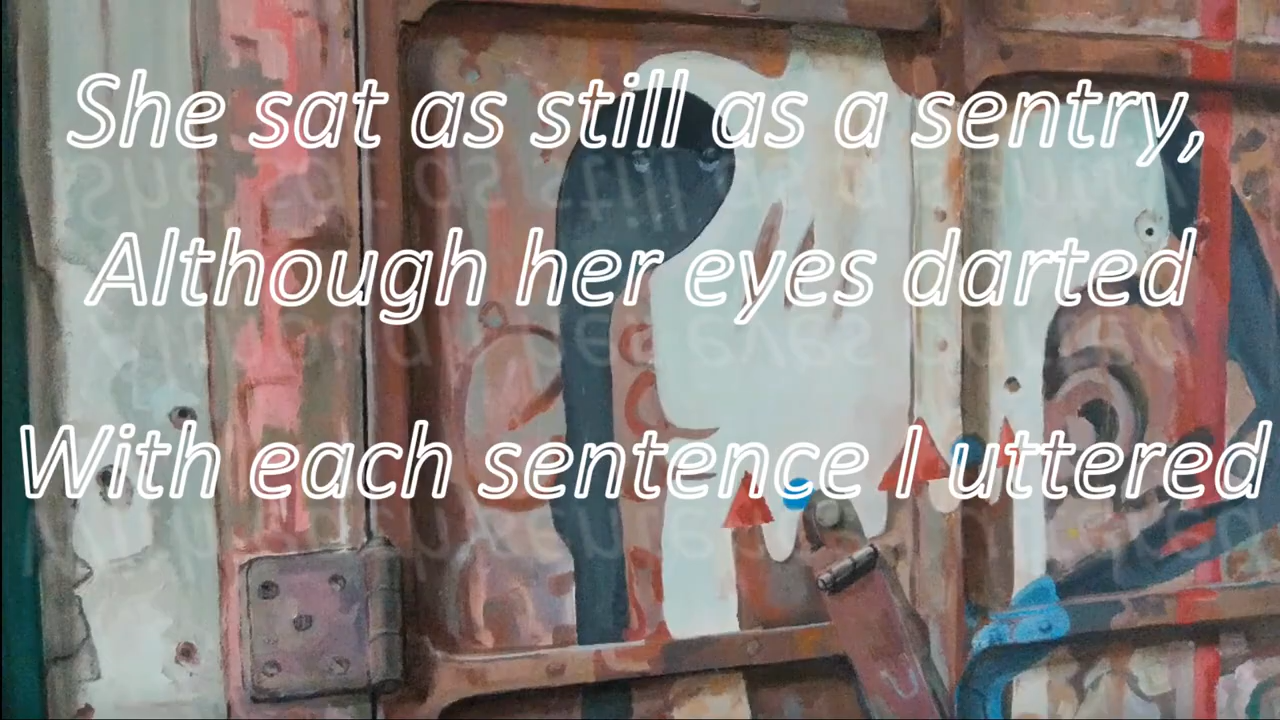 She sat as still as a sentry,
Although her eyes darted
With each sentence I uttered